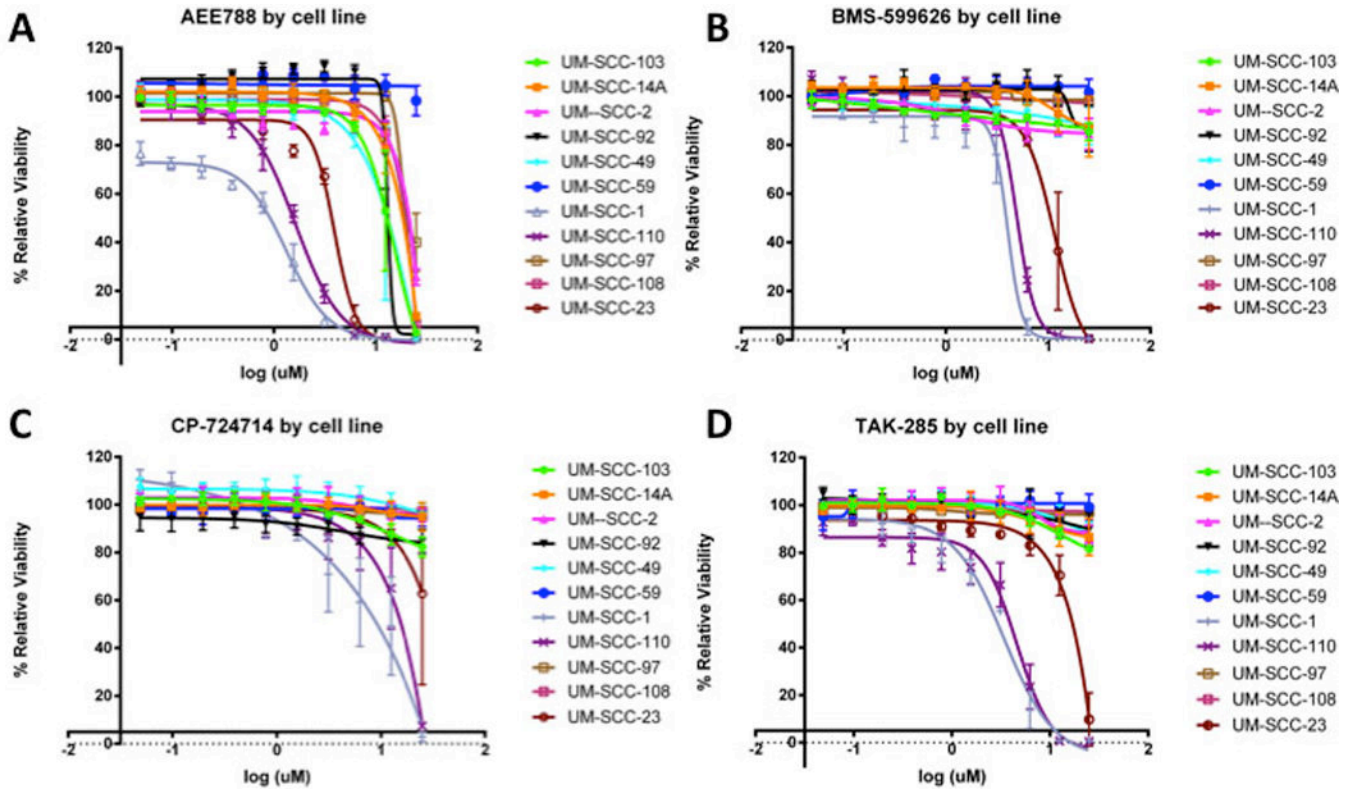 A
AEE788 by cell line
% Relative Viability
120
100
80
60
40
20
0
-2
-1
0
1
2
log (uM)
UM-SCC-103
UM-SCC-14A
UM--SCC-2
UM-SCC-92
UM-SCC-49
UM-SCC-59
UM-SCC-1
UM-SCC-110
UM-SCC-97
UM-SCC-108
UM-SCC-23
B
BMS-599626 by cell line
% Relative Viability
120
100
80
60
40
20
0
-2
-1
0
1
2
log (uM)
UM-SCC-103
UM-SCC-14A
UM--SCC-2
UM-SCC-92
UM-SCC-49
UM-SCC-59
UM-SCC-1
UM-SCC-110
UM-SCC-97
UM-SCC-108
UM-SCC-23
C
CP-724714 by cell line
% Relative Viability
120
100
80
60
40
20
0
-2
-1
0
1
2
log (uM)
UM-SCC-103
UM-SCC-14A
UM--SCC-2
UM-SCC-92
UM-SCC-49
UM-SCC-59
UM-SCC-1
UM-SCC-110
UM-SCC-97
UM-SCC-108
UM-SCC-23
D
TAK-285 by cell line
% Relative Viability
120
100
80
60
40
20
0
-2
-1
0
1
2
log (uM)
UM-SCC-103
UM-SCC-14A
UM--SCC-2
UM-SCC-92
UM-SCC-49
UM-SCC-59
UM-SCC-1
UM-SCC-110
UM-SCC-97
UM-SCC-108
UM-SCC-23